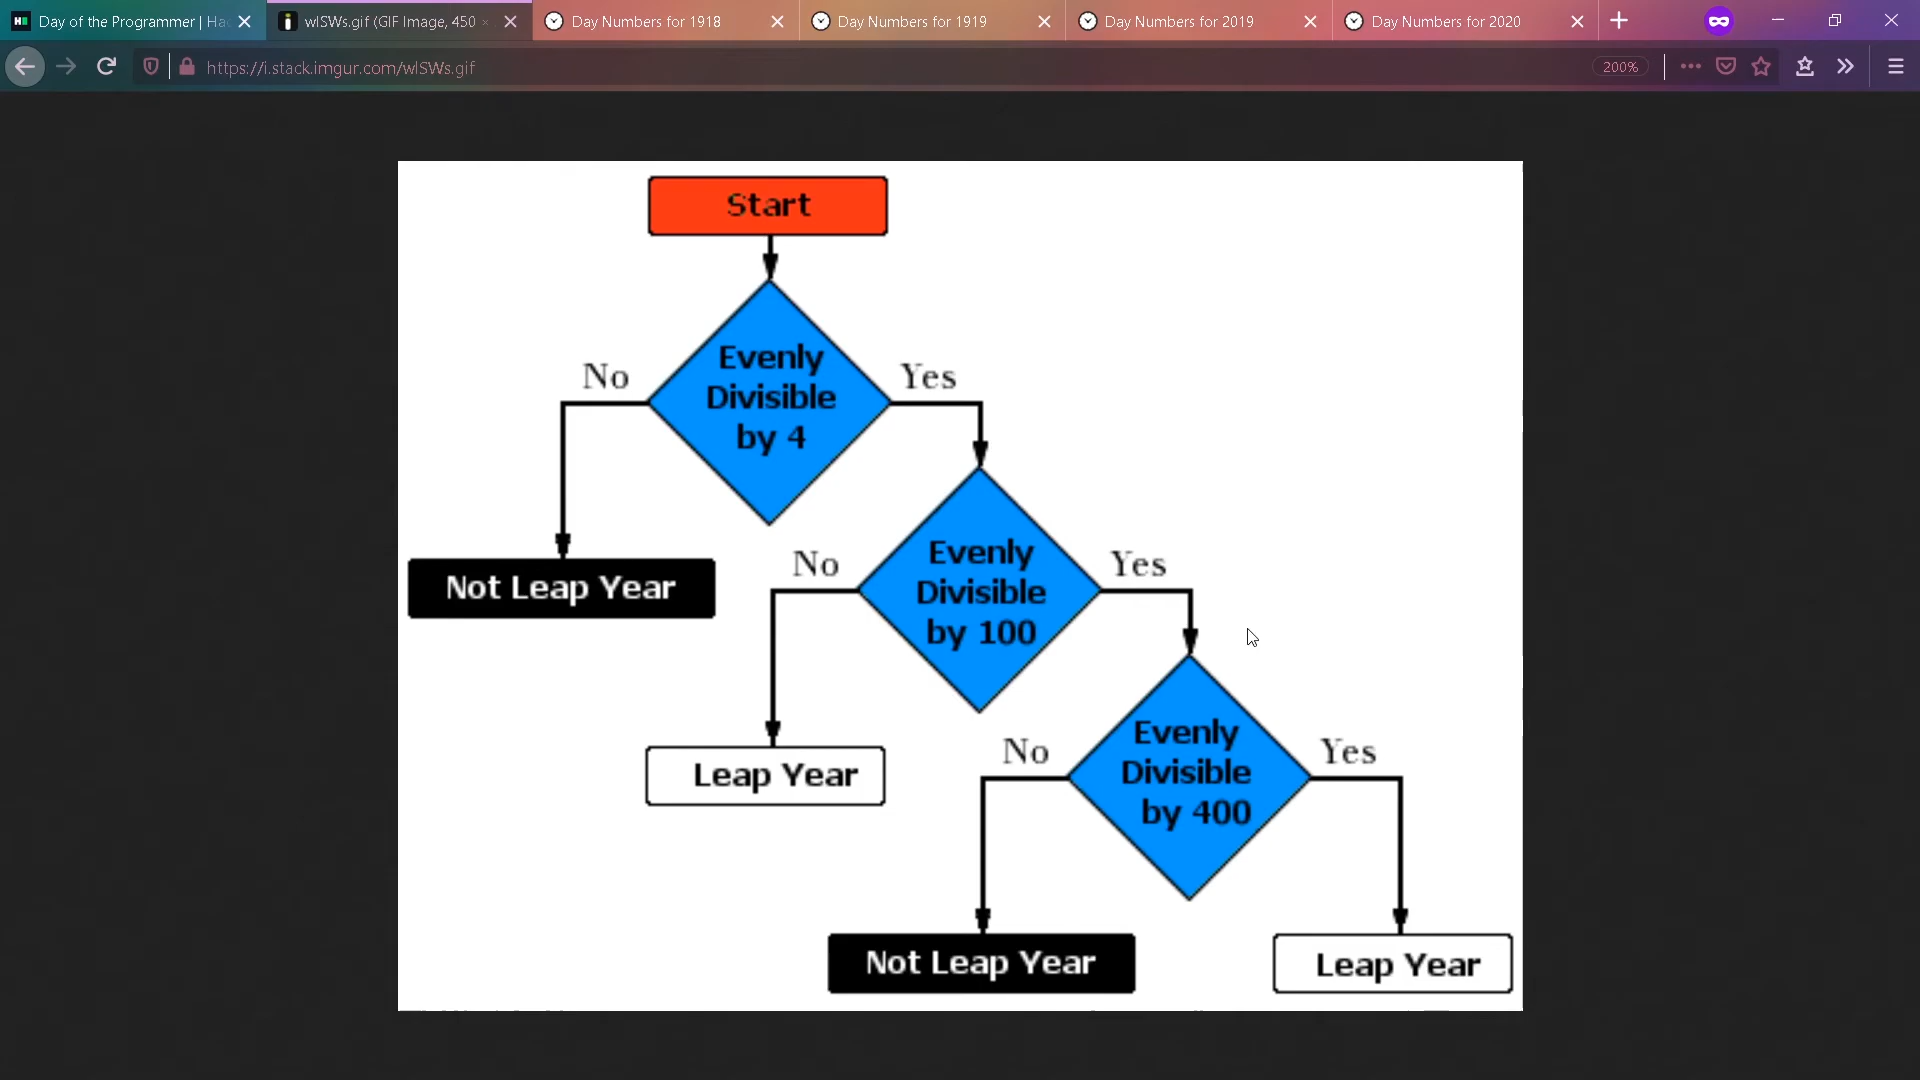 Day of the Programmer | Hac
wISWs.gif (GIF Image, 450 ×
Day Numbers for 1918
Day Numbers for 1919
Day Numbers for 2019
Day Numbers for 2020
https://i.stack.imgur.com/wISWs.gif
200%
Start
Evenly
Divisible
by 4
No
Yes
Not Leap Year
Evenly
Divisible
by 100
No
Yes
Leap Year
Evenly
Divisible
by 400
No
Yes
Not Leap Year
Leap Year